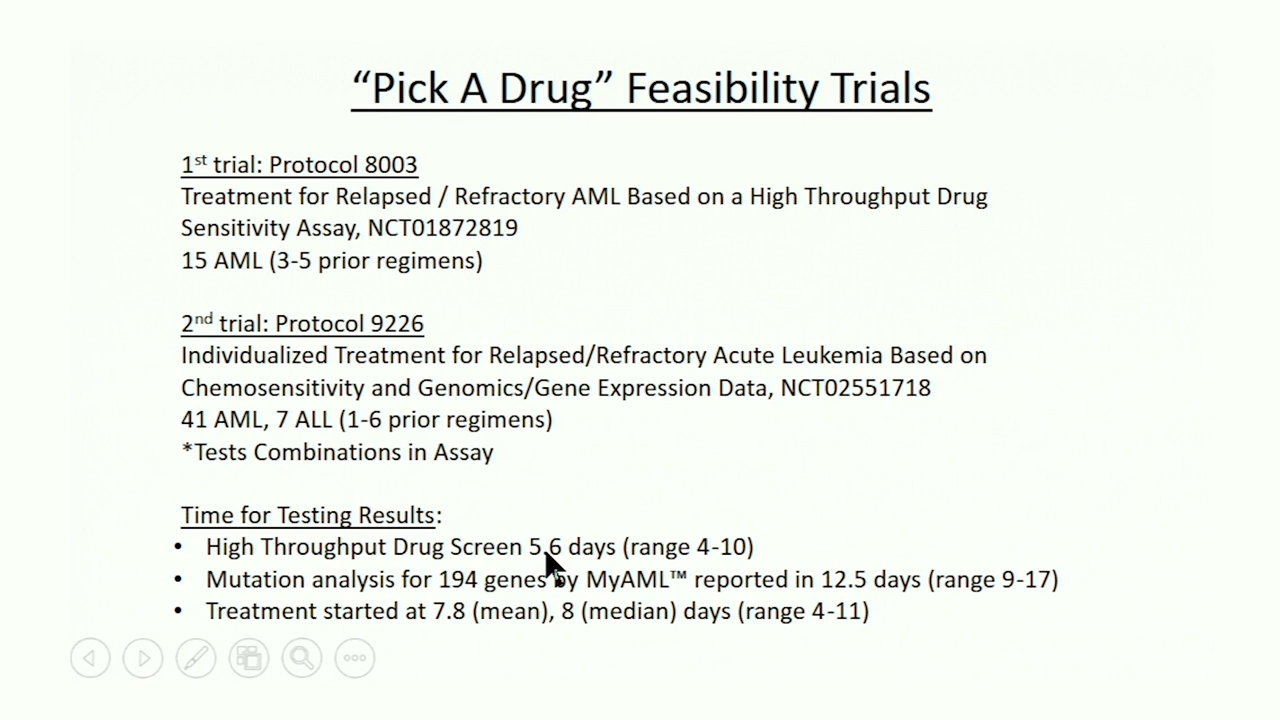 “Pick A Drug” Feasibility Trials
1st trial: Protocol 8003
Treatment for Relapsed / Refractory AML Based on a High Throughput Drug
Sensitivity Assay, NCT01872819
15 AML (3-5 prior regimens)
2nd trial: Protocol 9226
Individualized Treatment for Relapsed/Refractory Acute Leukemia Based on
Chemosensitivity and Genomics/Gene Expression Data, NCT02551718
41 AML, 7 ALL (1-6 prior regimens)
*Tests Combinations in Assay
Time for Testing Results:
• High Throughput Drug Screen 5.6 days (range 4-10)
• Mutation analysis for 194 genes by MyAML™ reported in 12.5 days (range 9-17)
• Treatment started at 7.8 (mean), 8 (median) days (range 4-11)